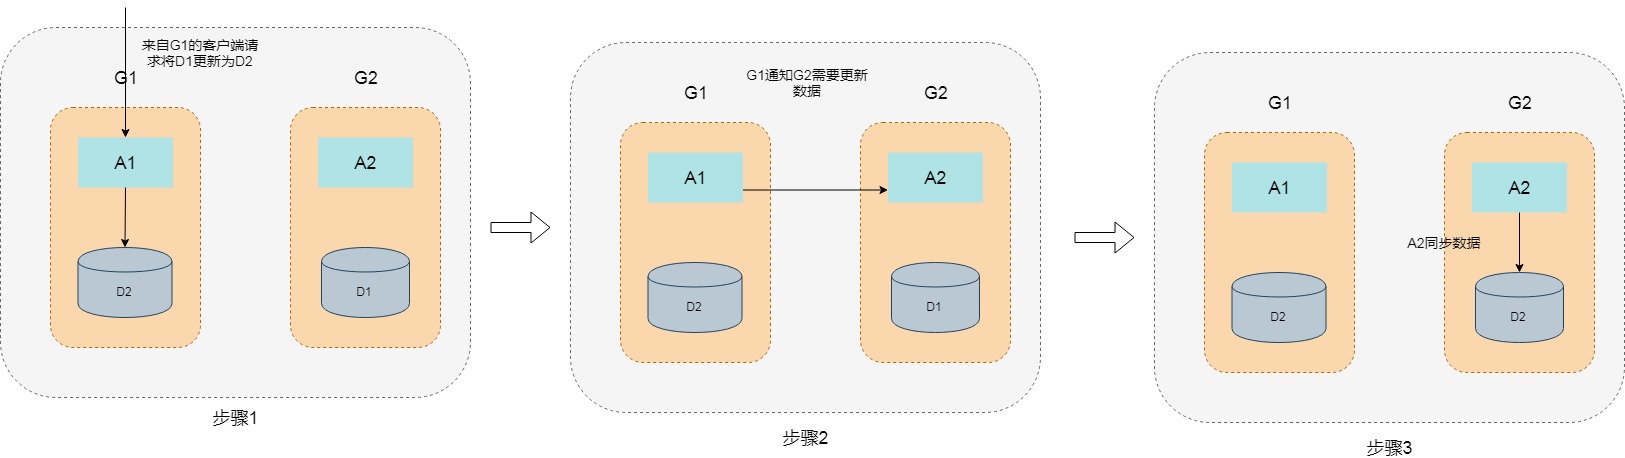 来自G1的客户端请
求将D1更新为D2
G1
G2
A1
A2
D2
D1
步骤1
G1通知G2需要更新
数据
G1
G2
A1
A2
D2
D1
步骤2
G1
G2
A1
A2
A2同步数据
D2
D2
步骤3